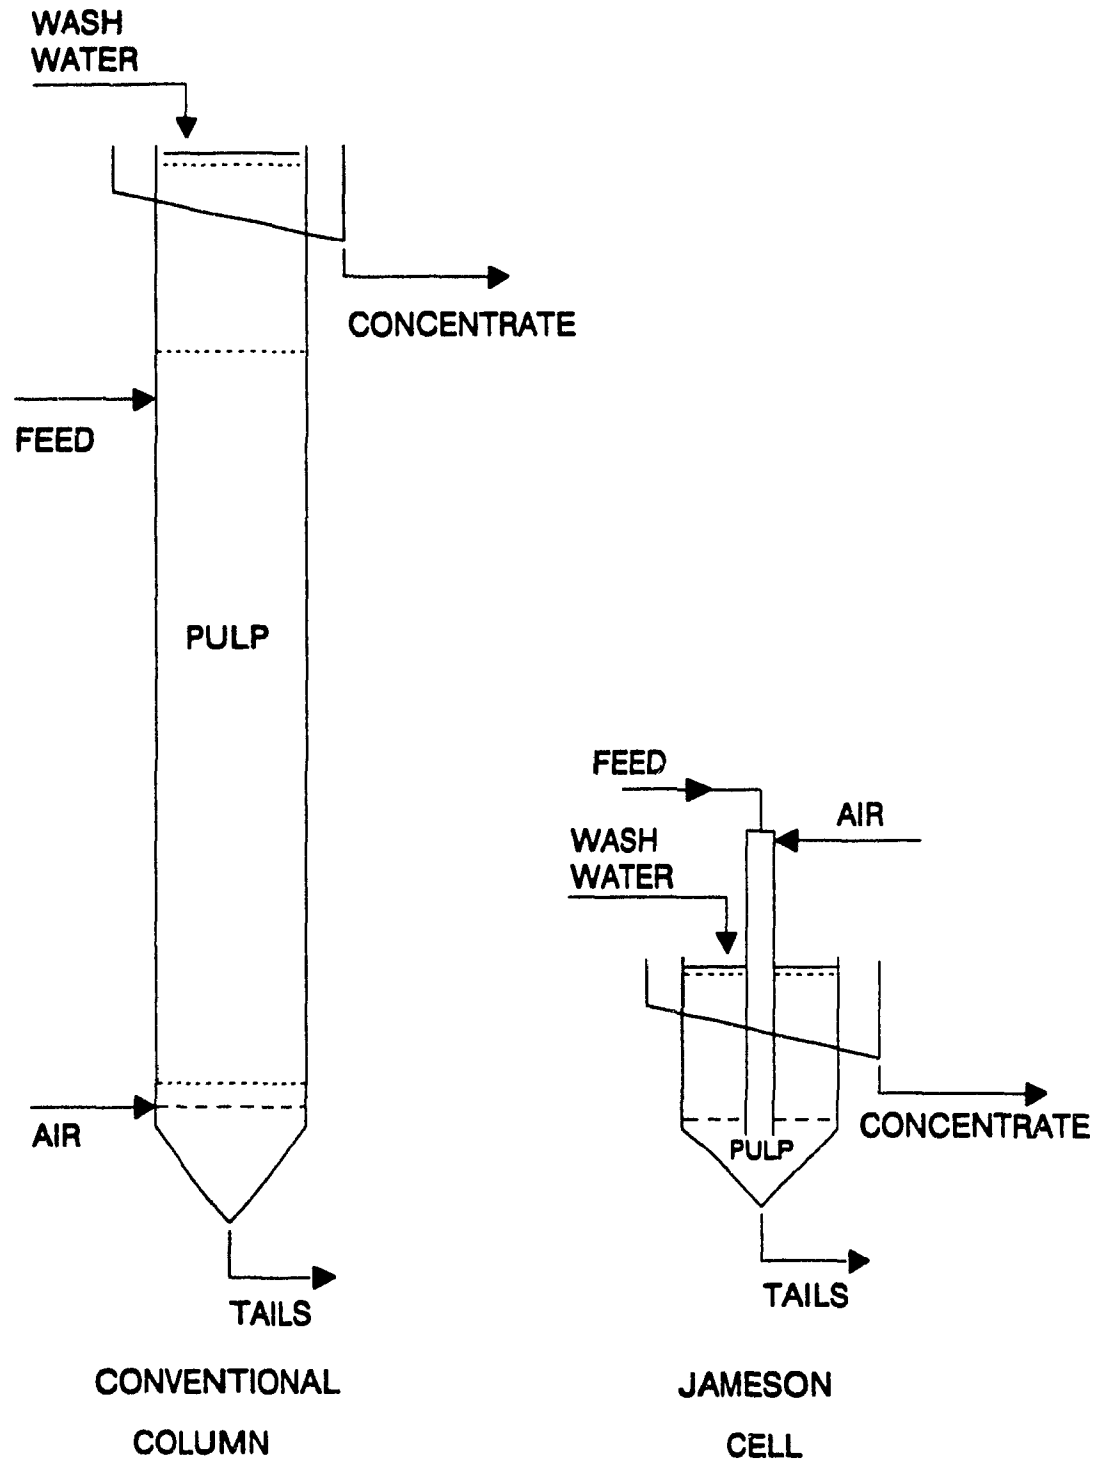 WASH
WATER
CONCENTRATE
FEED
PULP
AIR
TAILS
CONVENTIONAL
COLUMN
FEED
AIR
WASH
WATER
CONCENTRATE
PULP
TAILS
JAMESON
CELL